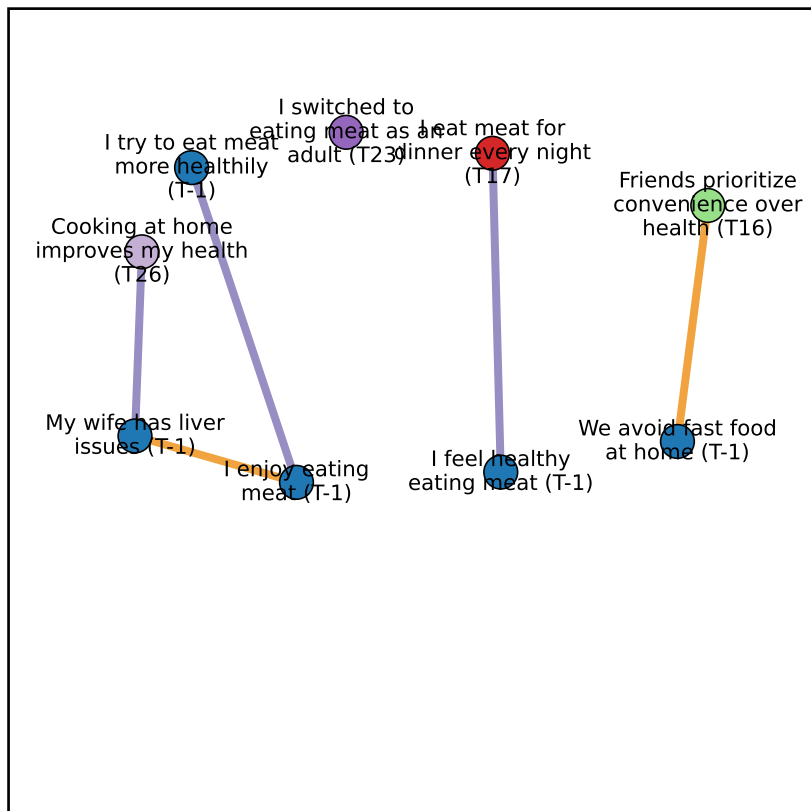 I switched to
eating meat as an
adult (T23)
I eat meat for
dinner every night
(T17)
I try to eat meat
more healthily
(T-1)
Friends prioritize
convenience over
health (T16)
Cooking at home
improves my health
(T26)
My wife has liver
issues (T-1)
I enjoy eating
meat (T-1)
I feel healthy
eating meat (T-1)
We avoid fast food
at home (T-1)